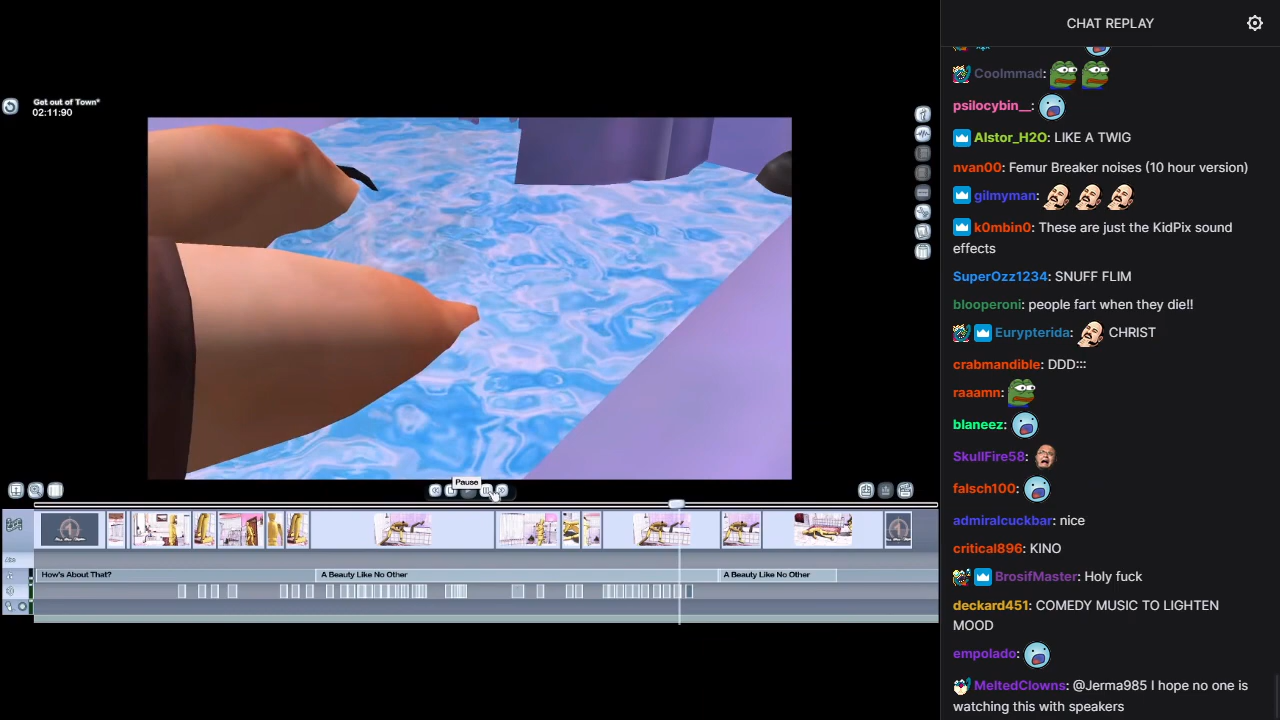 CHAT REPLAY
Get out of Town*
02:11:90
Coolmmad:
psilocybin__:
Alstor_H2O: LIKE A TWIG
nvan00: Femur Breaker noises (10 hour version)
gilmyman:
k0mbin0: These are just the KidPix sound
effects
SuperOzz1234: SNUFF FLIM
blooperoni: people fart when they die!!
Eurypterida: CHRIST
crabmandible: DDD:::
raaamn:
blaneez:
SkullFire58:
falsch100:
admiralcuckbar: nice
critical896: KINO
BrosifMaster: Holy fuck
deckard451: COMEDY MUSIC TO LIGHTEN
MOOD
empolado:
MeltedClowns: @Jerma985 I hope no one is
watching this with speakers
Pause
How's About That?
A Beauty Like No Other
A Beauty Like No Other